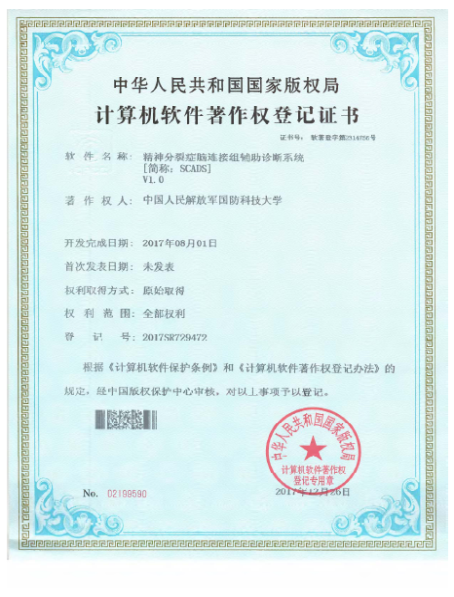 中华人民共和国国家版权局
计算机软件著作权登记证书
证书号： 软著登字第2314756号
软件名称： 精神分裂症脑连接组辅助诊断系统
[简称：SCADS]
V1.0
著作权人： 中国人民解放军国防科技大学
开发完成日期： 2017年08月01日
首次发表日期： 未发表
权利取得方式： 原始取得
权利范围： 全部权利
登记号： 2017SR729472
根据《计算机软件保护条例》和《计算机软件著作权登记办法》的
规定，经中国版权保护中心审核，对以上事项予以登记。
中华人民共和国国家版权局
计算机软件著作权
登记专用章
No. 02199590
2017年12月26日